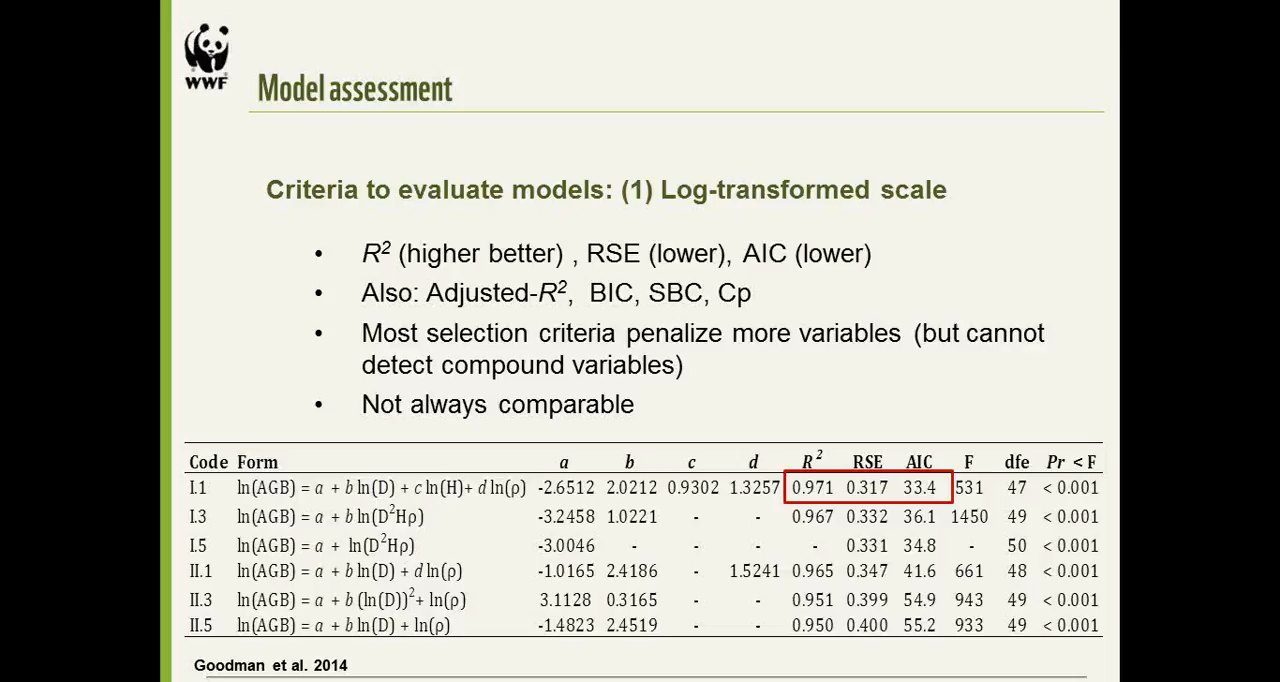 WWF
Model assessment
Criteria to evaluate models: (1) Log-transformed scale
• R² (higher better) , RSE (lower), AIC (lower)
• Also: Adjusted-R², BIC, SBC, Cp
• Most selection criteria penalize more variables (but cannot
detect compound variables)
• Not always comparable
Code Form a b c d R² RSE AIC F dfe Pr < F
I.1 ln(AGB) = a + b ln(D) + c ln(H)+ d ln(ρ) -2.6512 2.0212 0.9302 1.3257 0.971 0.317 33.4 531 47 < 0.001
I.3 ln(AGB) = a + b ln(D²Hρ) -3.2458 1.0221 - - 0.967 0.332 36.1 1450 49 < 0.001
I.5 ln(AGB) = a + ln(D²Hρ) -3.0046 - - - - 0.331 34.8 - 50 < 0.001
II.1 ln(AGB) = a + b ln(D) + d ln(ρ) -1.0165 2.4186 - 1.5241 0.965 0.347 41.6 661 48 < 0.001
II.3 ln(AGB) = a + b (ln(D))²+ ln(ρ) 3.1128 0.3165 - - 0.951 0.399 54.9 943 49 < 0.001
II.5 ln(AGB) = a + b ln(D) + ln(ρ) -1.4823 2.4519 - - 0.950 0.400 55.2 933 49 < 0.001
Goodman et al. 2014